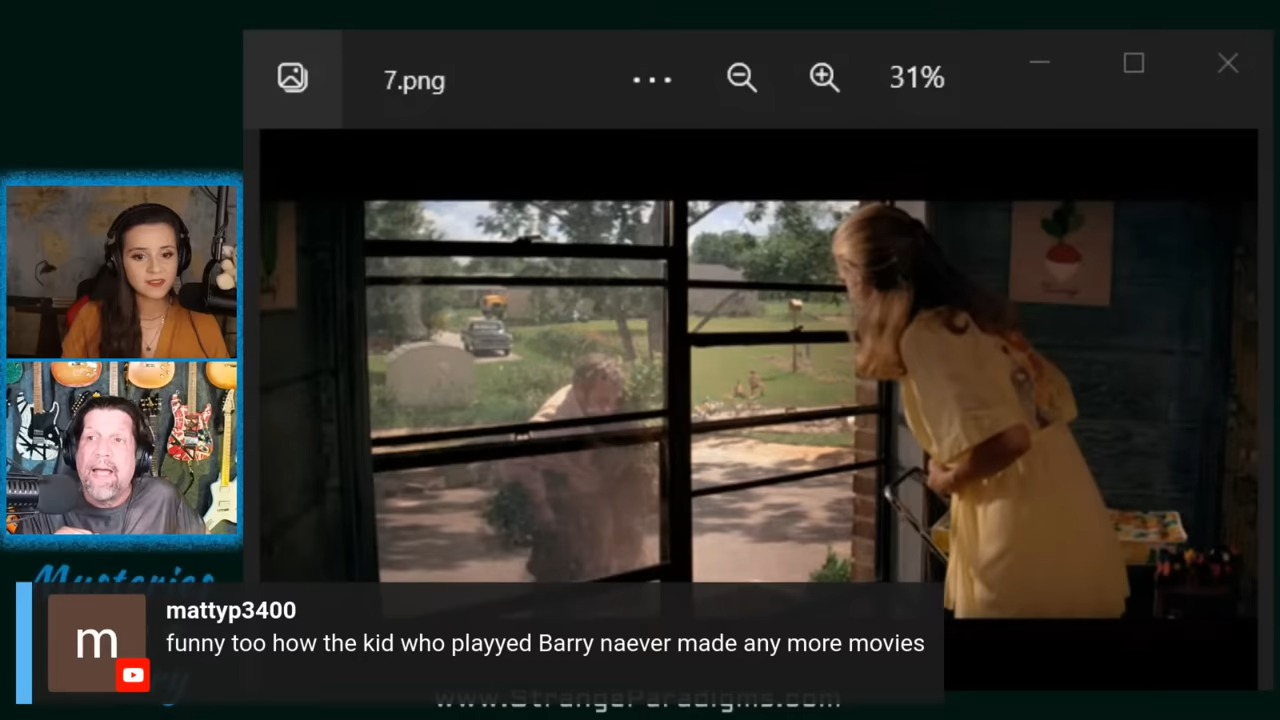 7.png
31%
Mysteries
m
mattyp3400
funny too how the kid who playyed Barry naever made any more movies
www.StrangeParadigms.com